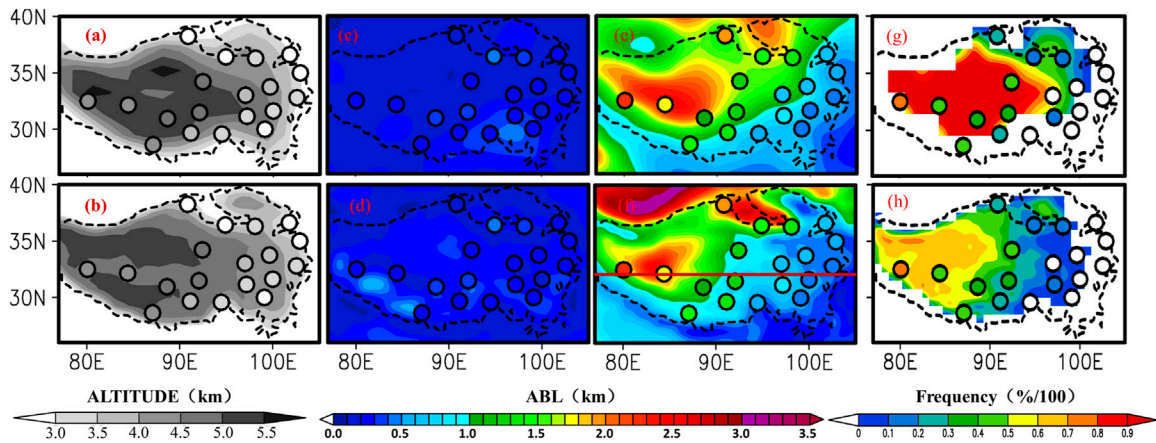 40N (a) (c) (e) (g)
35N
30N
40N (b) (d) (f) (h)
35N
30N
80E 90E 100E 80E 90E 100E 80E 90E 100E 80E 90E 100E
ALTITUDE（km） ABL（km） Frequency（%/100）
3.0 3.5 4.0 4.5 5.0 5.5 0.0 0.5 1.0 1.5 2.0 2.5 3.0 3.5 0 0.1 0.2 0.3 0.4 0.5 0.6 0.7 0.8 0.9